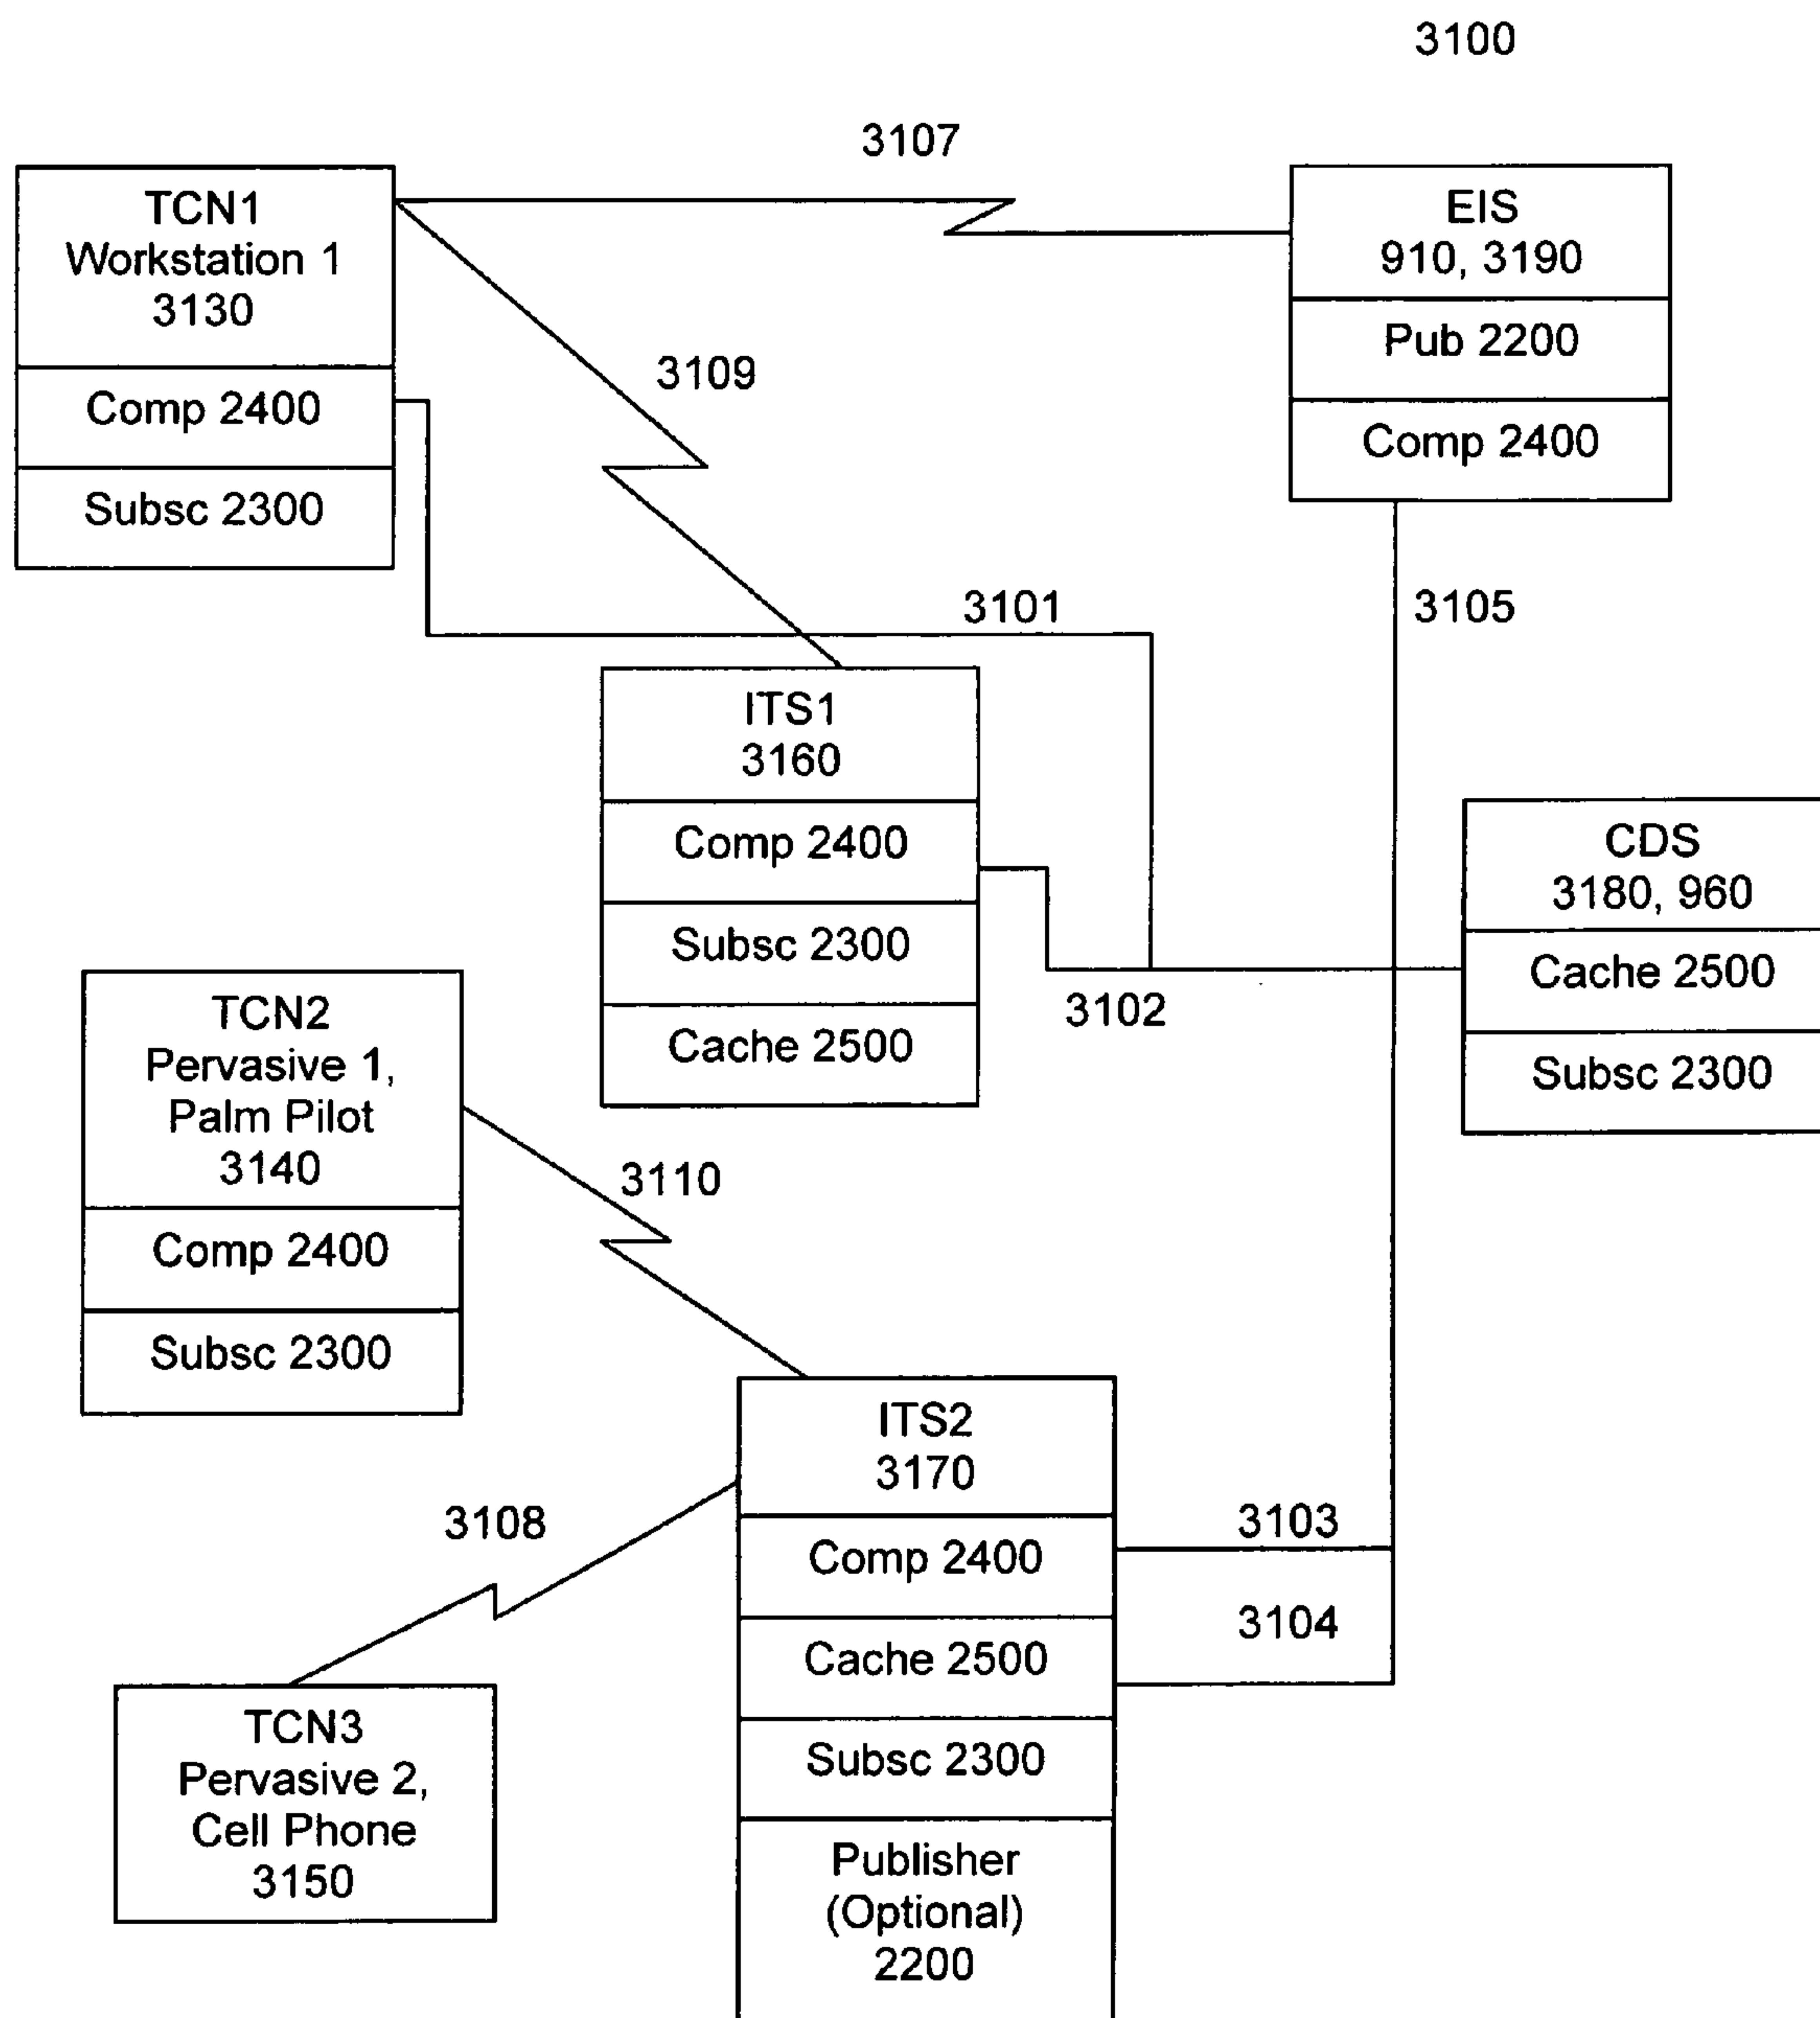 3100
3107
TCN1
Workstation 1
3130
Comp 2400
Subsc 2300
EIS
910, 3190
Pub 2200
Comp 2400
3109
3101
3105
ITS1
3160
Comp 2400
Subsc 2300
Cache 2500
3102
CDS
3180, 960
Cache 2500
Subsc 2300
TCN2
Pervasive 1,
Palm Pilot
3140
Comp 2400
Subsc 2300
3110
ITS2
3170
Comp 2400
Cache 2500
Subsc 2300
Publisher
(Optional)
2200
3103
3104
3108
TCN3
Pervasive 2,
Cell Phone
3150